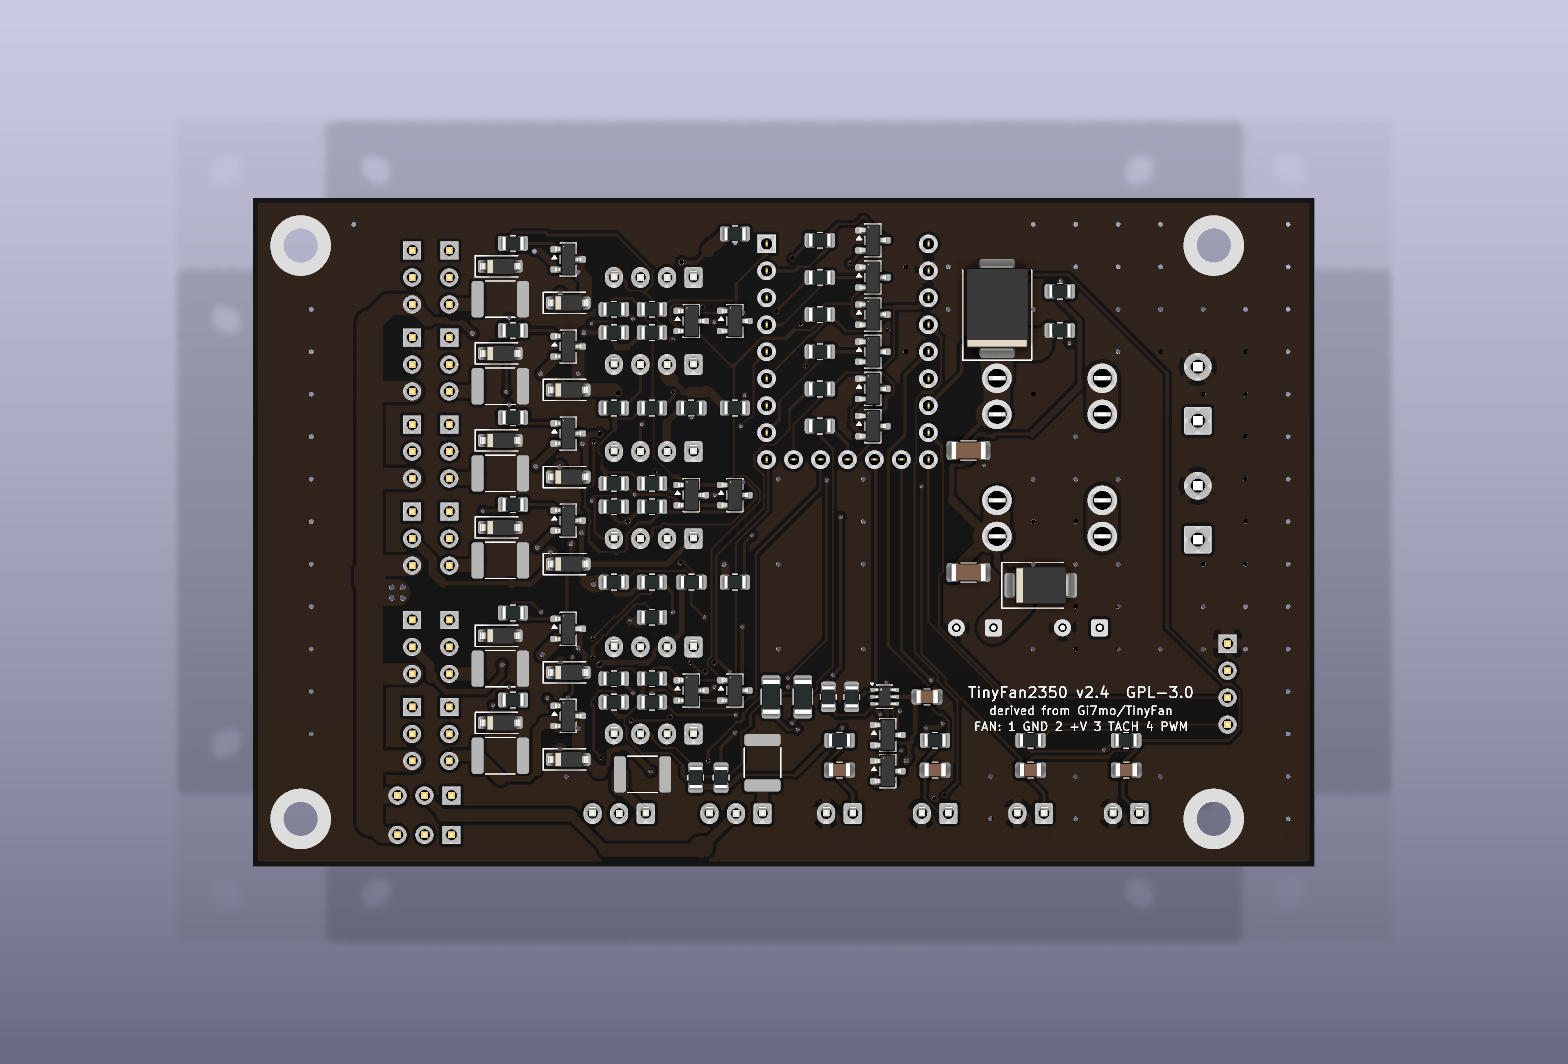 TinyFan2350 v2.4 GPL-3.0
derived from Gi7mo/TinyFan
FAN: 1 GND 2 +V 3 TACH 4 PWM